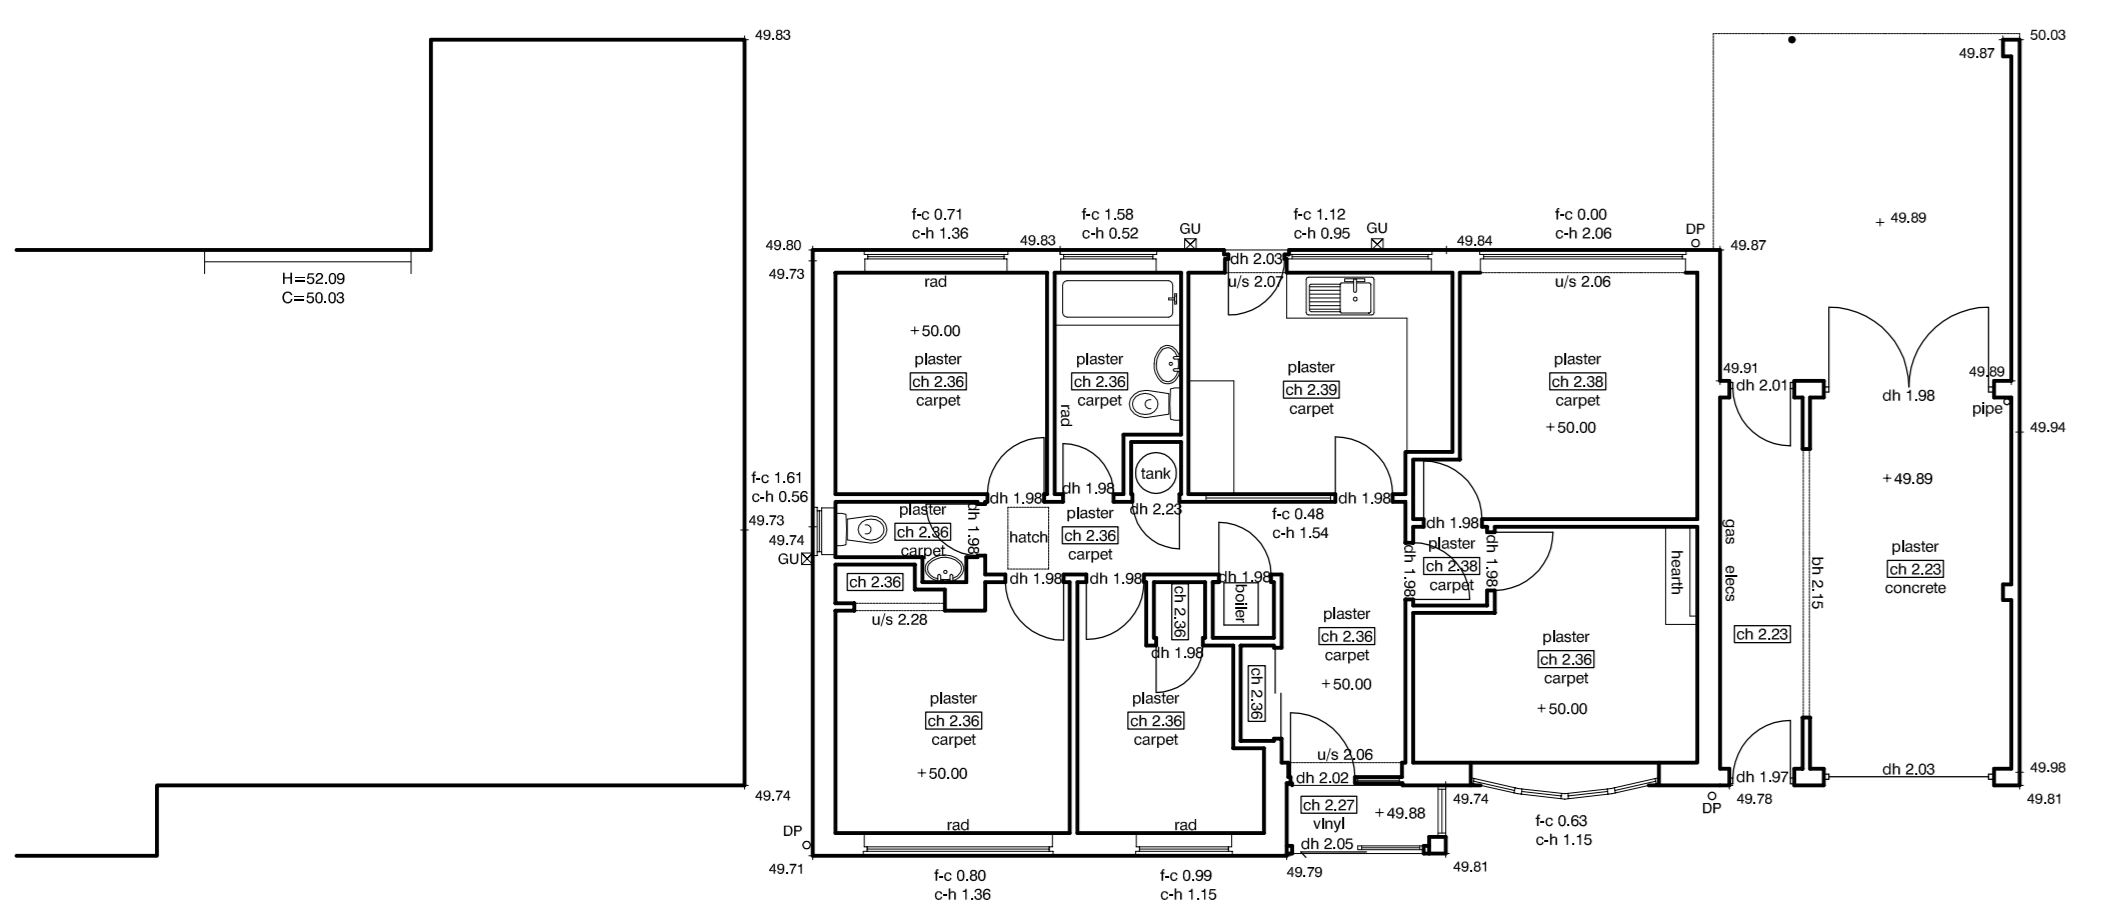 49.83
50.03
49.87
f-c 0.71
c-h 1.36
f-c 1.58
c-h 0.52
GU
f-c 1.12
c-h 0.95
f-c 0.00
c-h 2.06
DP
49.89
49.80
49.83
49.84
49.87
49.73
dh 2.03
H=52.09
C=50.03
rad
u/s 2.07
u/s 2.06
50.00
plaster
ch 2.36
carpet
plaster
ch 2.36
carpet
rad
plaster
ch 2.39
carpet
plaster
ch 2.38
carpet
50.00
49.91
dh 2.01
49.89
dh 1.98
pipe
49.94
f-c 1.61
c-h 0.56
tank
dh 1.98
dh 1.98
dh 2.23
dh 1.98
49.89
49.73
49.74
GU
plaster
ch 2.36
carpet
dh 1.98
hatch
plaster
ch 2.36
carpet
f-c 0.48
c-h 1.54
dh 1.98
plaster
ch 2.38
carpet
dh 1.98
dh 1.98
gas
elecs
hearth
bh 2.15
plaster
ch 2.23
concrete
ch 2.36
dh 1.98
dh 1.98
dh 1.98
ch 2.36
boiler
u/s 2.28
plaster
ch 2.36
carpet
50.00
plaster
ch 2.36
carpet
50.00
ch 2.23
dh 1.98
ch 2.36
plaster
ch 2.36
carpet
50.00
plaster
ch 2.36
carpet
rad
rad
u/s 2.06
dh 2.02
ch 2.27
vlnyl
49.88
dh 2.05
49.74
dh 1.97
49.78
DP
dh 2.03
49.98
49.81
49.74
DP
49.71
f-c 0.80
c-h 1.36
f-c 0.99
c-h 1.15
49.79
49.81
f-c 0.63
c-h 1.15
GU